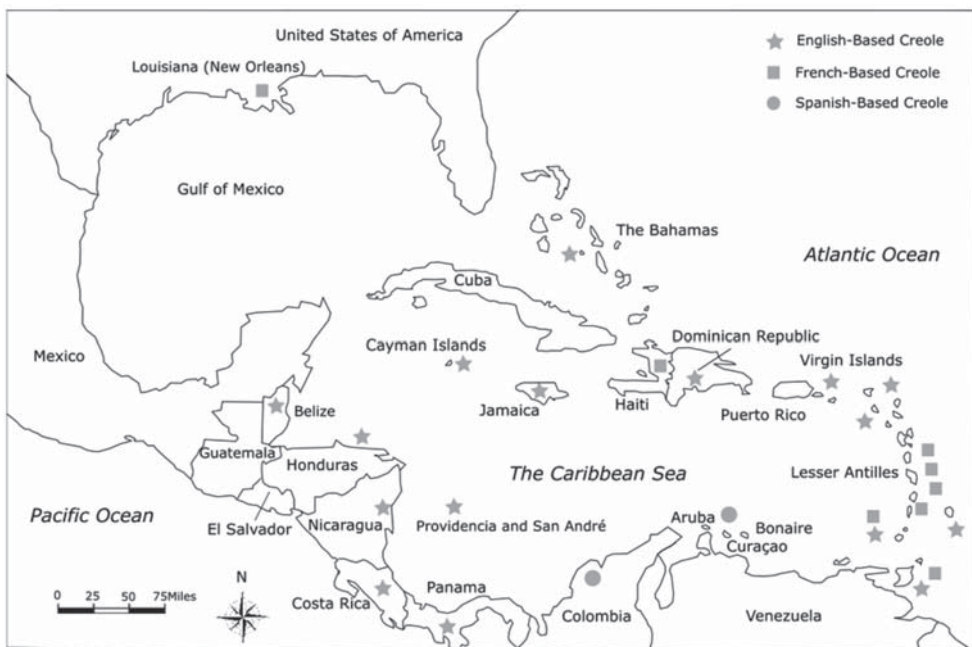 United States of America
Louisiana (New Orleans)
English-Based Creole
French-Based Creole
Spanish-Based Creole
Gulf of Mexico
The Bahamas
Atlantic Ocean
Cuba
Mexico
Cayman Islands
Dominican Republic
Virgin Islands
Belize
Jamaica
Haiti
Puerto Rico
Guatemala
Honduras
The Caribbean Sea
Lesser Antilles
Pacific Ocean
El Salvador
Nicaragua
Providencia and San André
Aruba
Bonaire
Curaçao
N
Costa Rica
Panama
Colombia
Venezuela
0 25 50 75 Miles